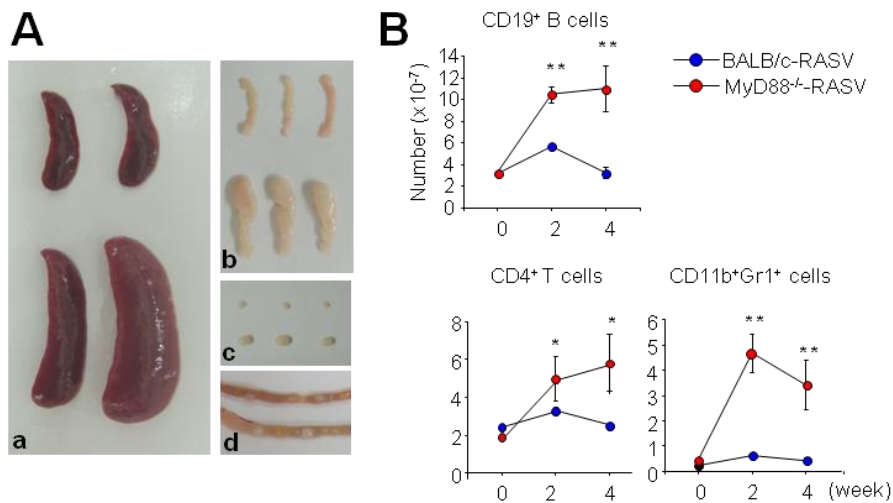 A
a
b
c
d
B
CD19⁺ B cells
Number (x10⁻⁷)
14
12
10
8
6
4
2
0
**
**
0 2 4
BALB/c-RASV
MyD88⁻/⁻-RASV
CD4⁺ T cells
8
6
4
2
0
*
*
0 2 4
CD11b⁺Gr1⁺ cells
6
5
4
3
2
1
0
**
**
0 2 4 (week)